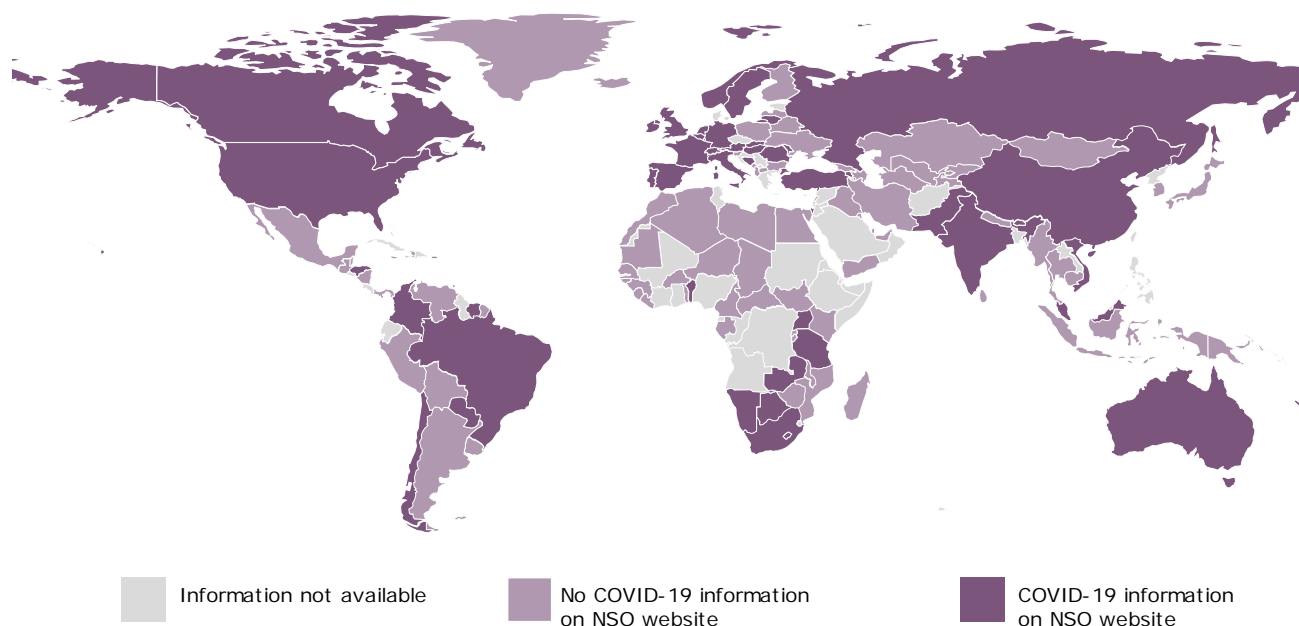 Information not available
No COVID-19 information
on NSO website
COVID-19 information
on NSO website